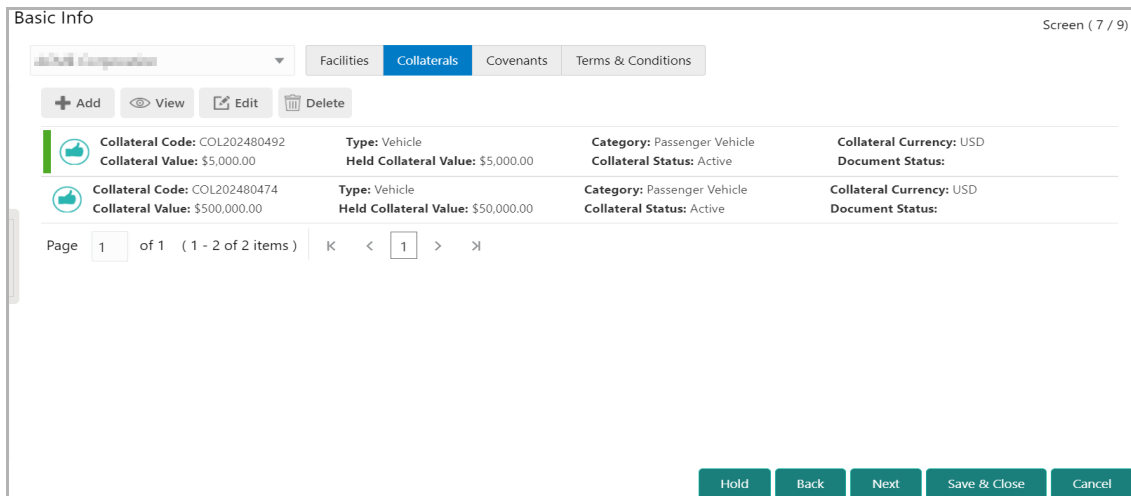 Basic Info
Screen ( 7 / 9)
Facilities Collaterals Covenants Terms & Conditions
Add View Edit Delete
Collateral Code: COL202480492 Type: Vehicle Category: Passenger Vehicle Collateral Currency: USD
Collateral Value: $5,000.00 Held Collateral Value: $5,000.00 Collateral Status: Active Document Status:
Collateral Code: COL202480474 Type: Vehicle Category: Passenger Vehicle Collateral Currency: USD
Collateral Value: $500,000.00 Held Collateral Value: $50,000.00 Collateral Status: Active Document Status:
Page 1 of 1 ( 1 - 2 of 2 items ) 1
Hold Back Next Save & Close Cancel